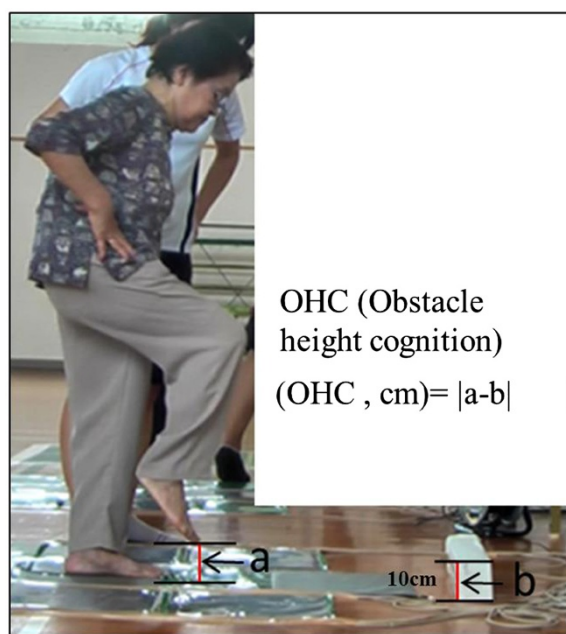 OHC (Obstacle
height cognition)
(OHC , cm)= |a-b|
a
10cm
b